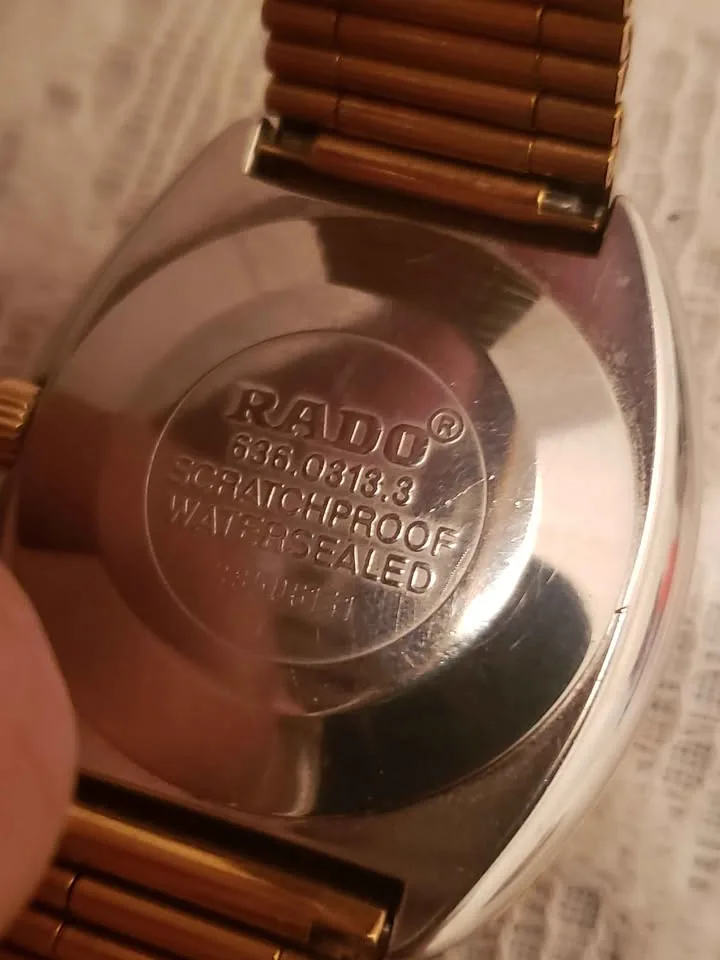 RADO®
636.0313.3
SCRATCHPROOF
WATERSEALED